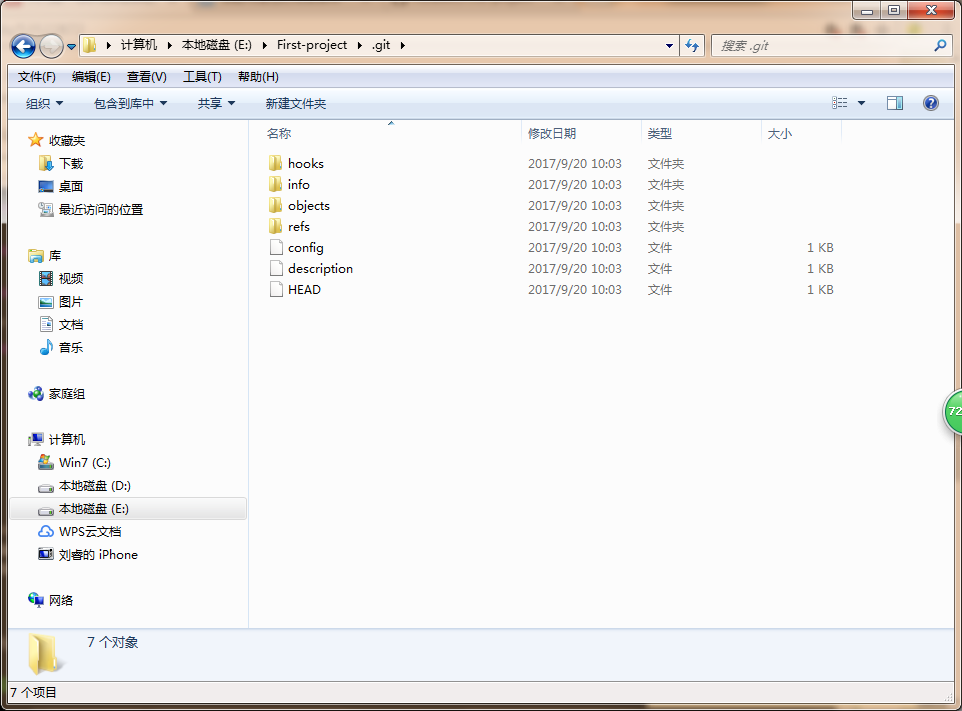 计算机 本地磁盘 (E:) First-project .git
搜索 .git
文件(F) 编辑(E) 查看(V) 工具(T) 帮助(H)
组织 包含到库中 共享 新建文件夹
名称 修改日期 类型 大小
收藏夹
下载
桌面
最近访问的位置
库
视频
图片
文档
音乐
家庭组
计算机
Win7 (C:)
本地磁盘 (D:)
本地磁盘 (E:)
WPS云文档
刘睿的 iPhone
网络
hooks 2017/9/20 10:03 文件夹
info 2017/9/20 10:03 文件夹
objects 2017/9/20 10:03 文件夹
refs 2017/9/20 10:03 文件夹
config 2017/9/20 10:03 文件 1 KB
description 2017/9/20 10:03 文件 1 KB
HEAD 2017/9/20 10:03 文件 1 KB
72
7 个对象
7 个项目